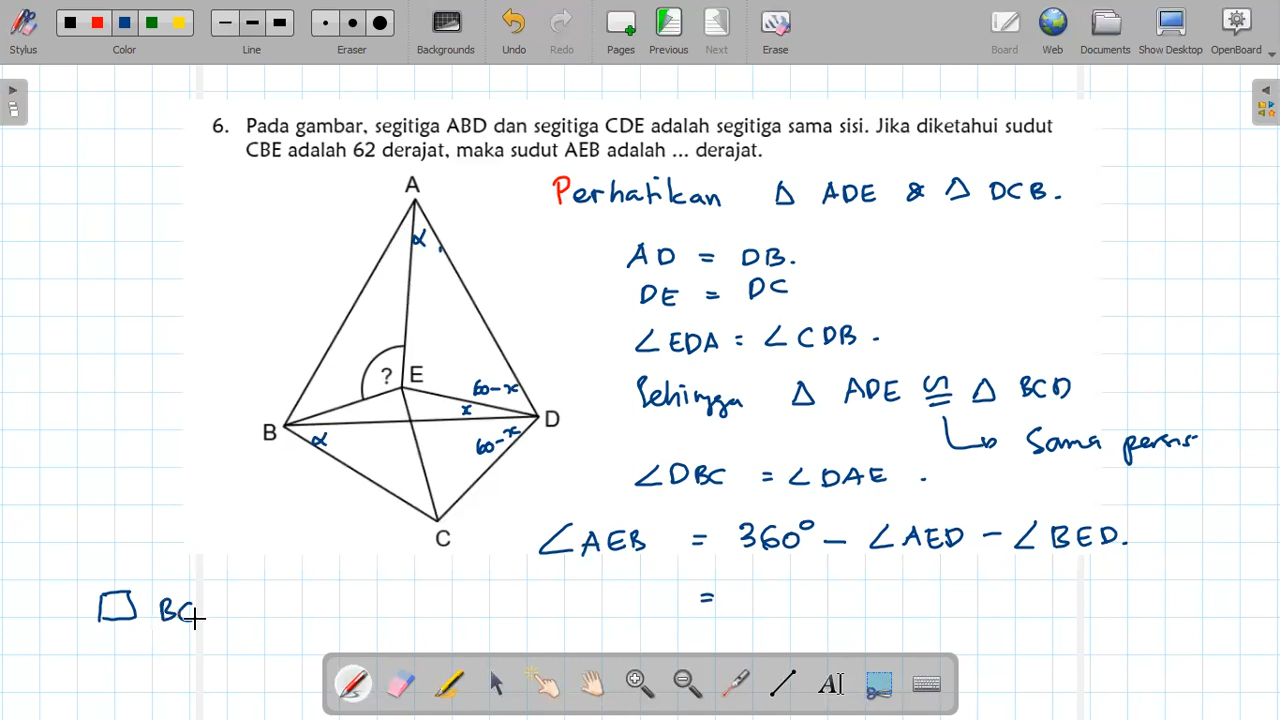 Stylus Color Line Eraser Backgrounds Undo Redo Pages Previous Next Erase Board Web Documents Show Desktop OpenBoard
6. Pada gambar, segitiga ABD dan segitiga CDE adalah segitiga sama sisi. Jika diketahui sudut
CBE adalah 62 derajat, maka sudut AEB adalah ... derajat.
A
Perhatikan Δ ADE & Δ DCB.
α
AD = DB.
DE = DC
∠EDA = ∠CDB.
? E 60-x
Sehingga Δ ADE ≅ Δ BCD
x
B α D
60-x
Sama persis
∠DBC = ∠DAE.
C
∠AEB = 360° - ∠AED - ∠BED.
=
□ BC